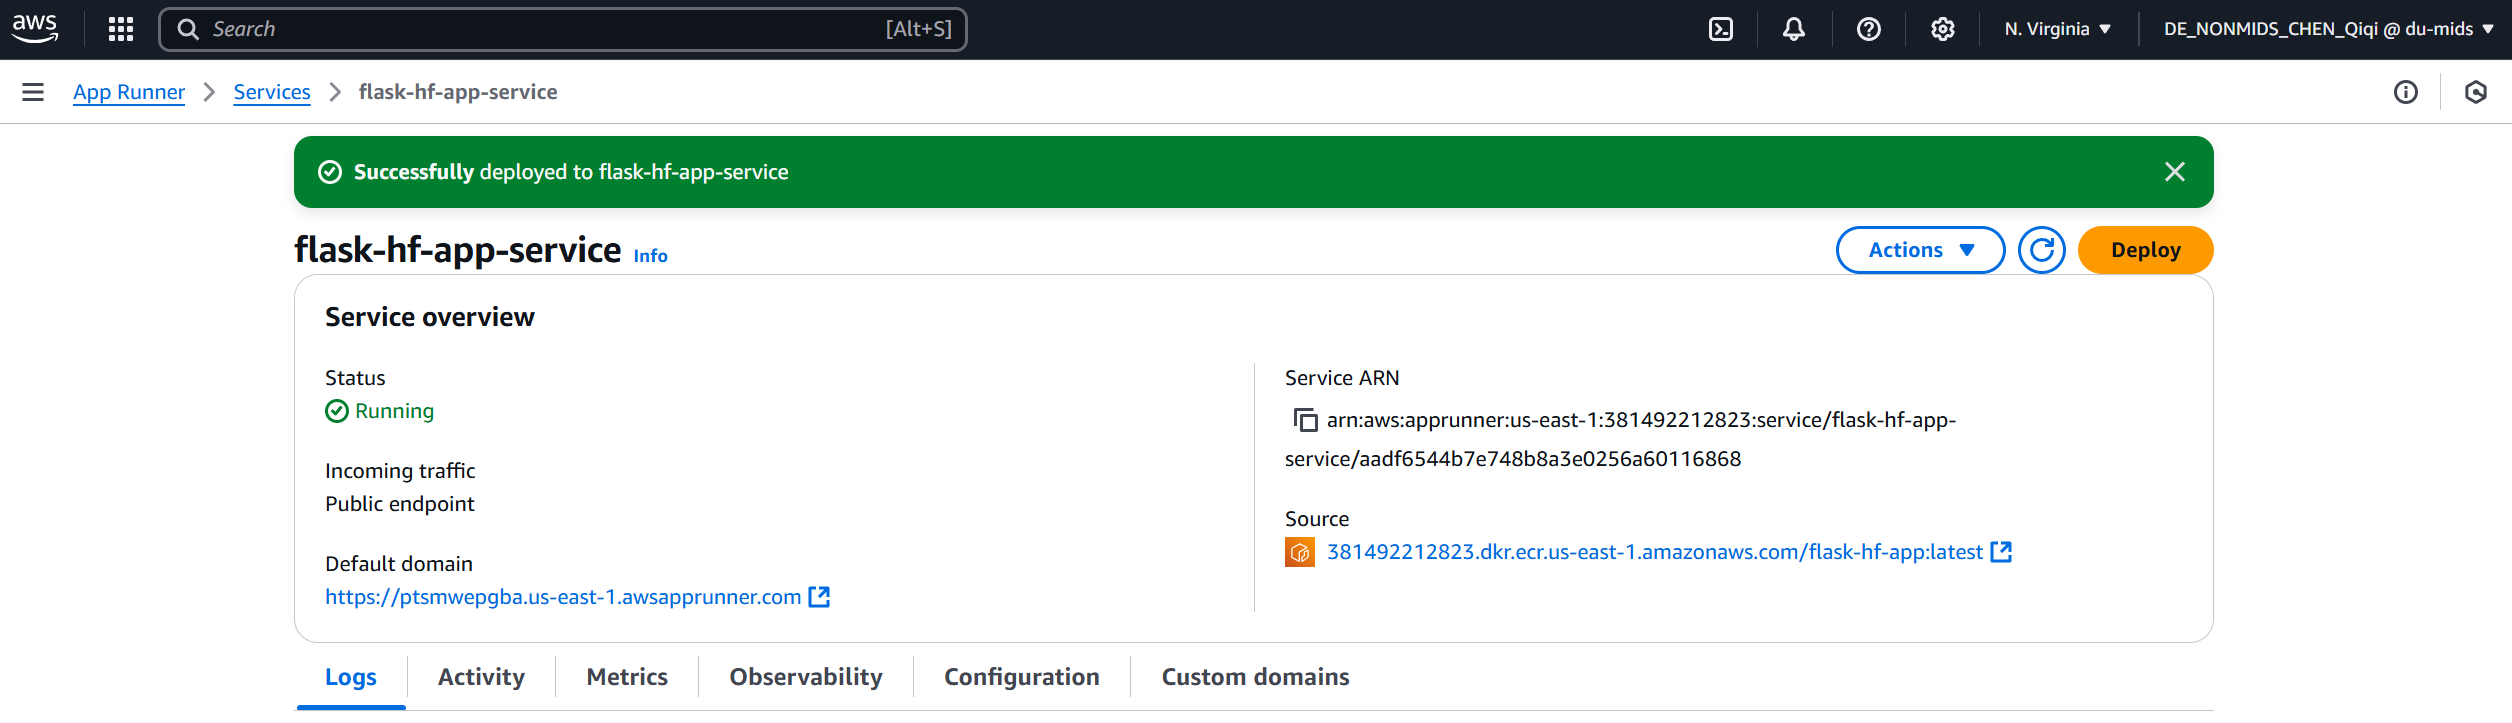 aws
Search [Alt+S]
N. Virginia
DE_NONMIDS_CHEN_Qiqi @ du-mids
App Runner
Services
flask-hf-app-service
Successfully deployed to flask-hf-app-service
flask-hf-app-service Info
Actions
Deploy
Service overview
Status
Running
Incoming traffic
Public endpoint
Default domain
https://ptsmwepgba.us-east-1.awsapprunner.com
Service ARN
arn:aws:apprunner:us-east-1:381492212823:service/flask-hf-app-
service/aadf6544b7e748b8a3e0256a60116868
Source
381492212823.dkr.ecr.us-east-1.amazonaws.com/flask-hf-app:latest
Logs
Activity
Metrics
Observability
Configuration
Custom domains